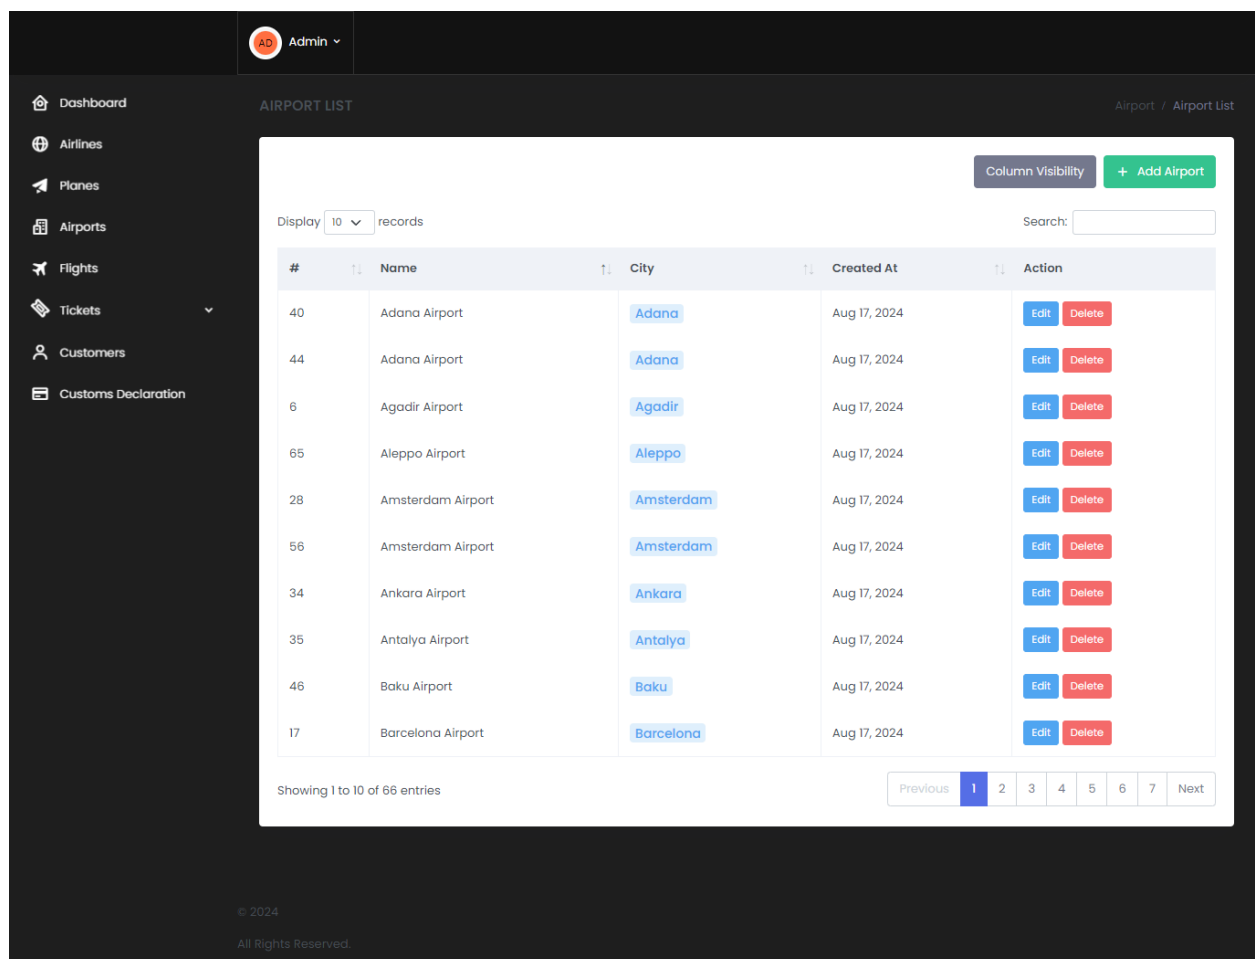 AD Admin
Dashboard
Airlines
Planes
Airports
Flights
Tickets
Customers
Customs Declaration
AIRPORT LIST
Airport / Airport List
Column Visibility + Add Airport
Display 10 records
Search:
# Name City Created At Action
40 Adana Airport Adana Aug 17, 2024 Edit Delete
44 Adana Airport Adana Aug 17, 2024 Edit Delete
6 Agadir Airport Agadir Aug 17, 2024 Edit Delete
65 Aleppo Airport Aleppo Aug 17, 2024 Edit Delete
28 Amsterdam Airport Amsterdam Aug 17, 2024 Edit Delete
56 Amsterdam Airport Amsterdam Aug 17, 2024 Edit Delete
34 Ankara Airport Ankara Aug 17, 2024 Edit Delete
35 Antalya Airport Antalya Aug 17, 2024 Edit Delete
46 Baku Airport Baku Aug 17, 2024 Edit Delete
17 Barcelona Airport Barcelona Aug 17, 2024 Edit Delete
Showing 1 to 10 of 66 entries
Previous 1 2 3 4 5 6 7 Next
© 2024
All Rights Reserved.